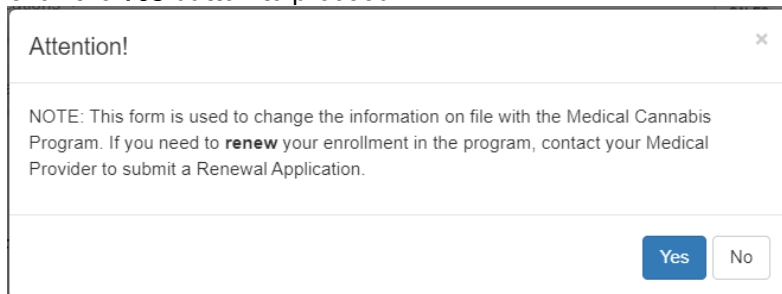 Attention!
×
NOTE: This form is used to change the information on file with the Medical Cannabis
Program. If you need to renew your enrollment in the program, contact your Medical
Provider to submit a Renewal Application.
Yes No